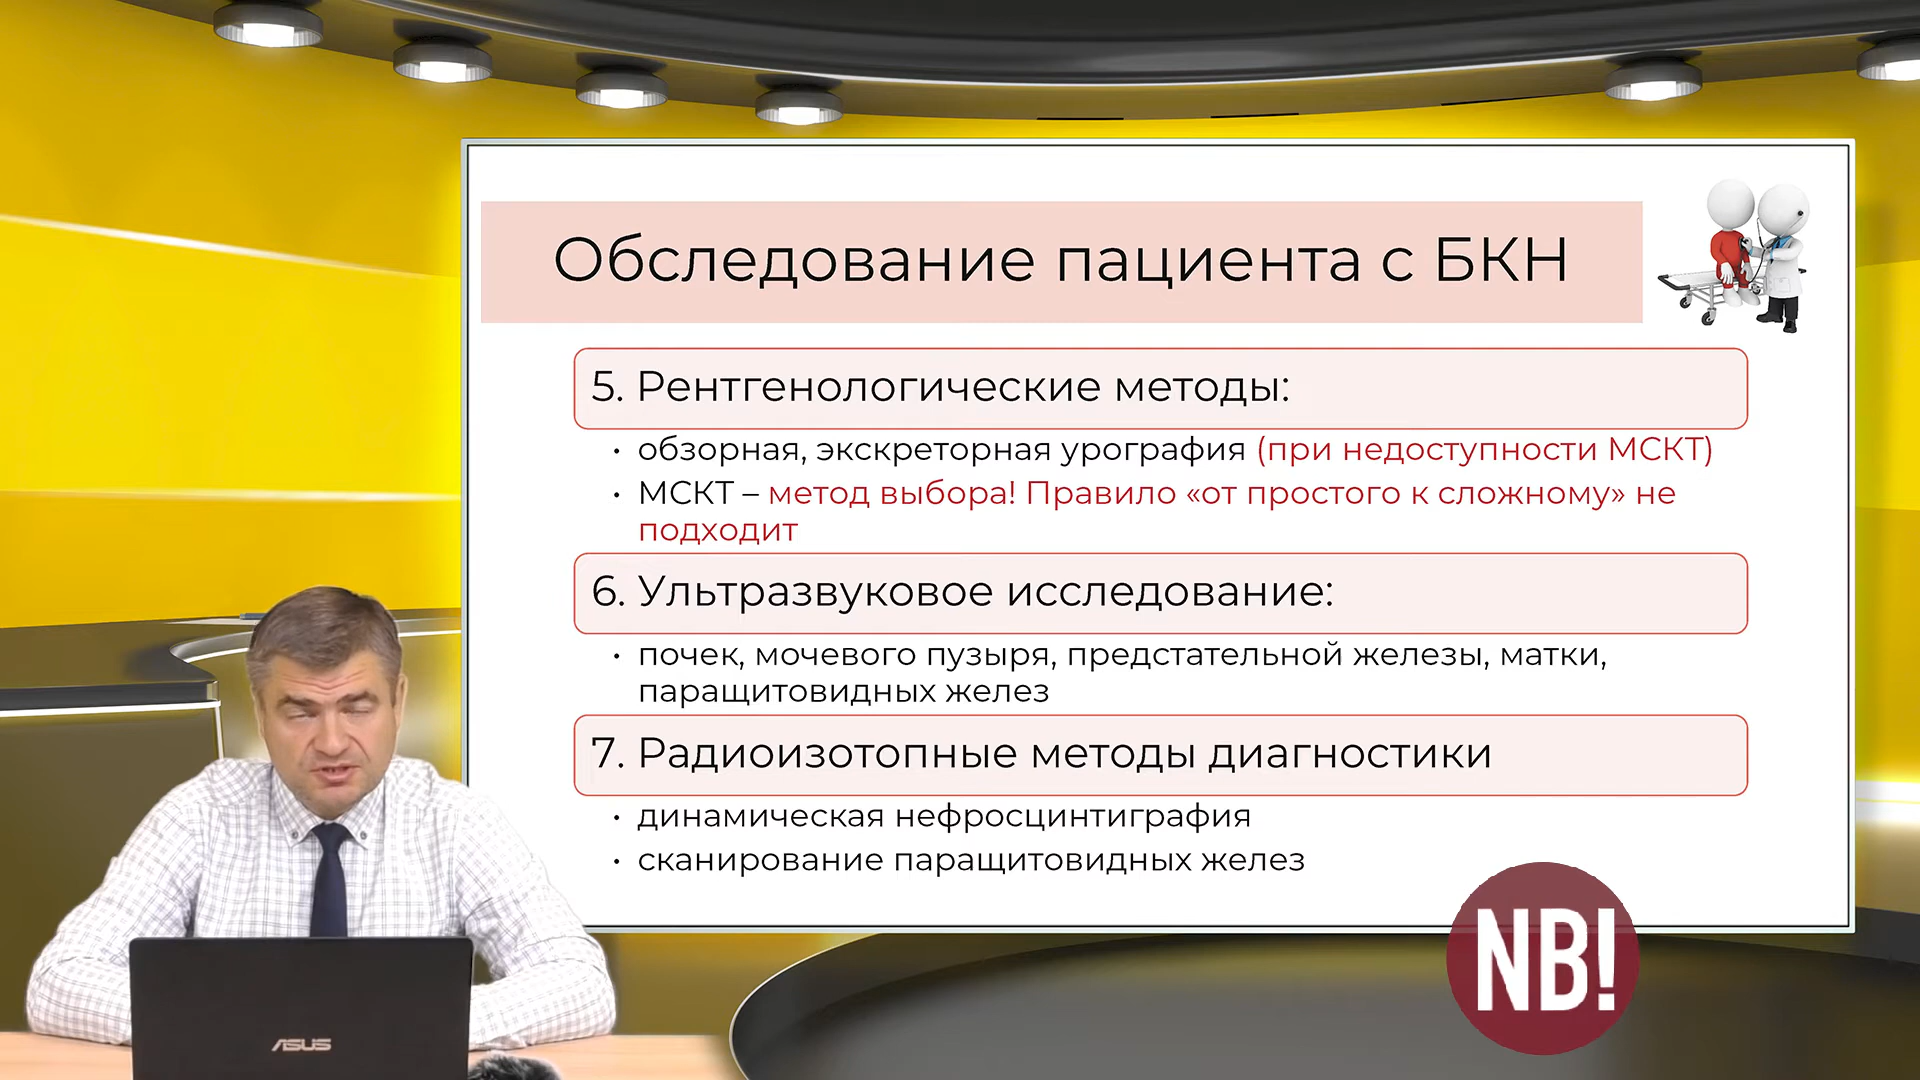 Обследование пациента с БКН
5. Рентгенологические методы:
• обзорная, экскреторная урография (при недоступности МСКТ)
• МСКТ – метод выбора! Правило «от простого к сложному» не
подходит
6. Ультразвуковое исследование:
• почек, мочевого пузыря, предстательной железы, матки,
паращитовидных желез
7. Радиоизотопные методы диагностики
• динамическая нефросцинтиграфия
• сканирование паращитовидных желез
NB!
ASUS